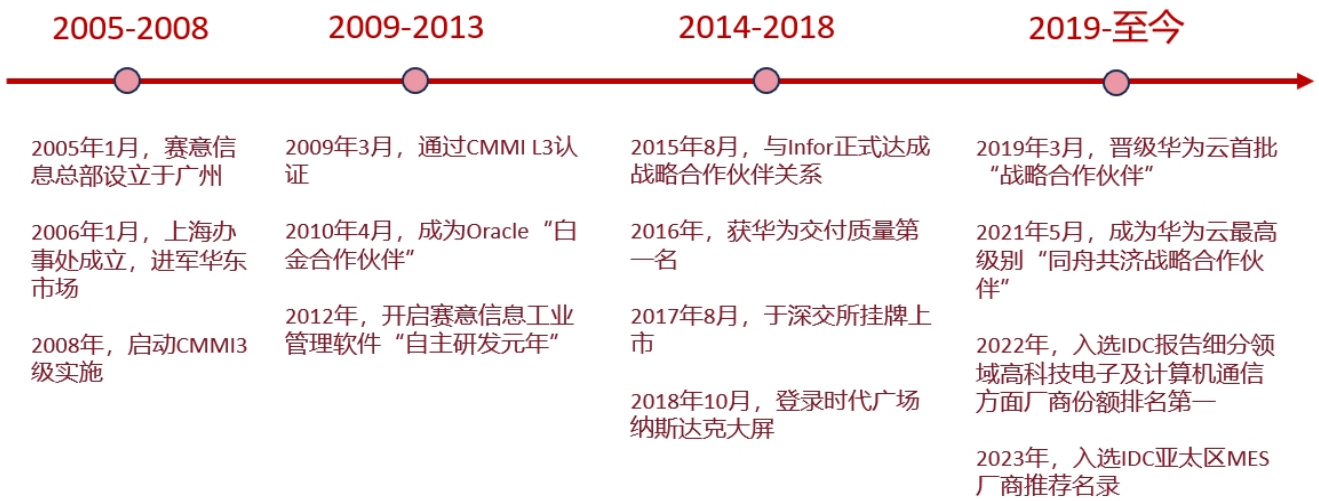 2005-2008
2005年1月，赛意信
息总部设立于广州
2006年1月，上海办
事处成立，进军华东
市场
2008年，启动CMMI3
级实施
2009-2013
2009年3月，通过CMMI L3认
证
2010年4月，成为Oracle“白
金合作伙伴”
2012年，开启赛意信息工业
管理软件“自主研发元年”
2014-2018
2015年8月，与Infor正式达成
战略合作伙伴关系
2016年，获华为交付质量第
一名
2017年8月，于深交所挂牌上
市
2018年10月，登录时代广场
纳斯达克大屏
2019-至今
2019年3月，晋级华为云首批
“战略合作伙伴”
2021年5月，成为华为云最高
级别“同舟共济战略合作伙
伴”
2022年，入选IDC报告细分领
域高科技电子及计算机通信
方面厂商份额排名第一
2023年，入选IDC亚太区MES
厂商推荐名录